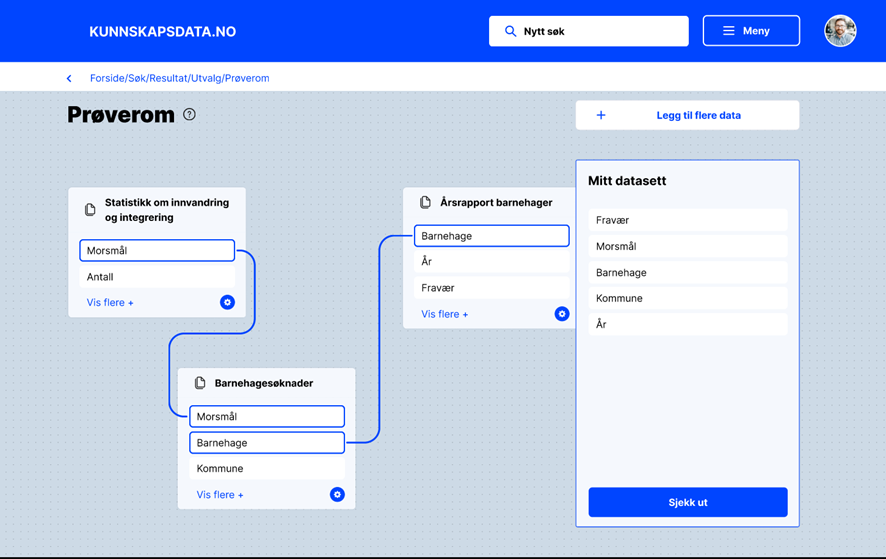 KUNNSKAPSDATA.NO
Nytt søk
Meny
Forside/Søk/Resultat/Utvalg/Prøverom
Prøverom ?
+ Legg til flere data
Statistikk om innvandring
og integrering
Morsmål
Antall
Vis flere +
Barnehagesøknader
Morsmål
Barnehage
Kommune
Vis flere +
Årsrapport barnehager
Barnehage
År
Fravær
Vis flere +
Mitt datasett
Fravær
Morsmål
Barnehage
Kommune
År
Sjekk ut